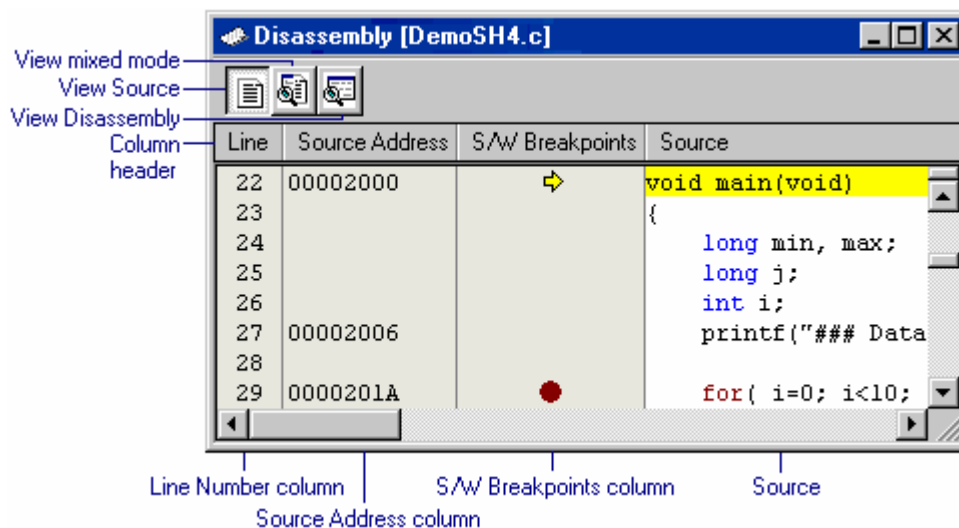 Disassembly [DemoSH4.c]
View mixed mode
View Source
View Disassembly
Column
header
Line Source Address S/W Breakpoints Source
22 00002000 void main(void)
23 {
24 long min, max;
25 long j;
26 int i;
27 00002006 printf("### Data
28
29 0000201A for( i=0; i<10;
Line Number column S/W Breakpoints column Source
Source Address column